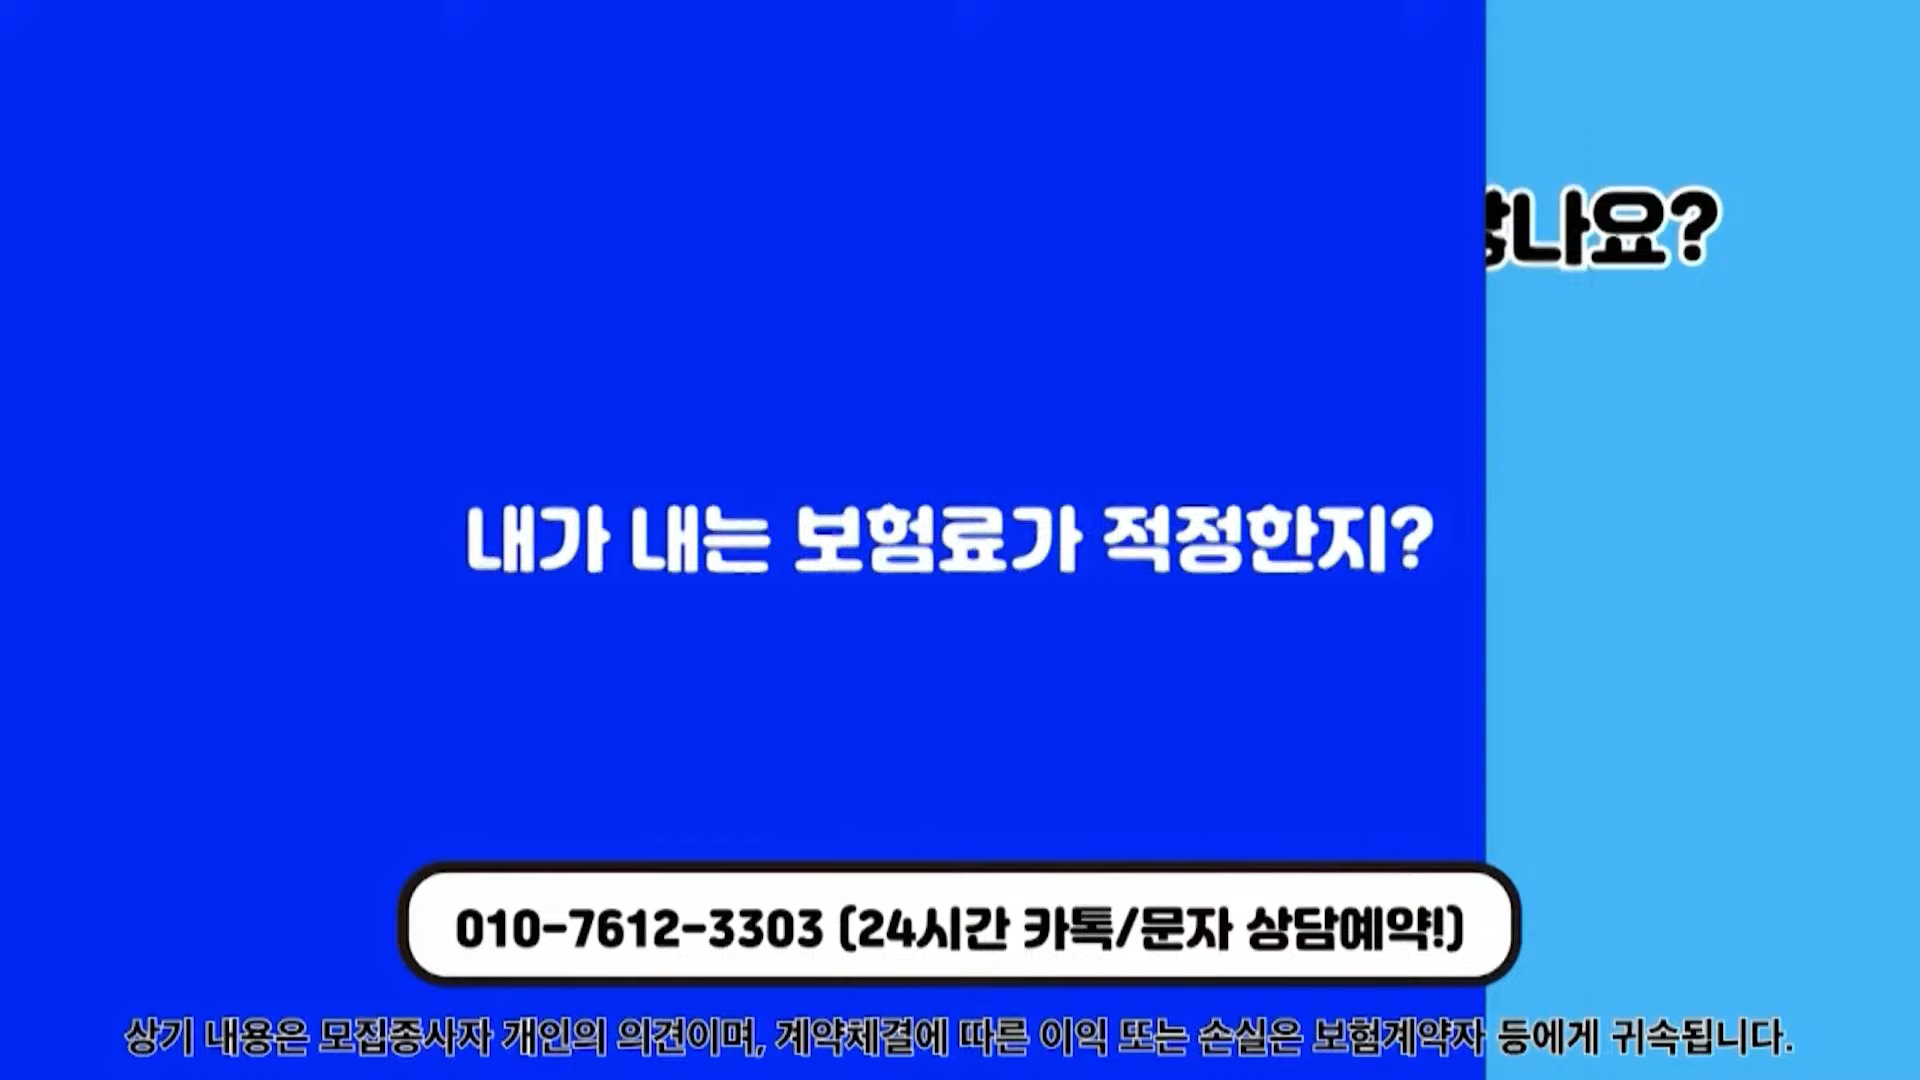 나요?
내가 내는 보험료가 적정한지?
010-7612-3303 (24시간 카톡/문자 상담예약!)
상기 내용은 모집종사자 개인의 의견이며, 계약체결에 따른 이익 또는 손실은 보험계약자 등에게 귀속됩니다.